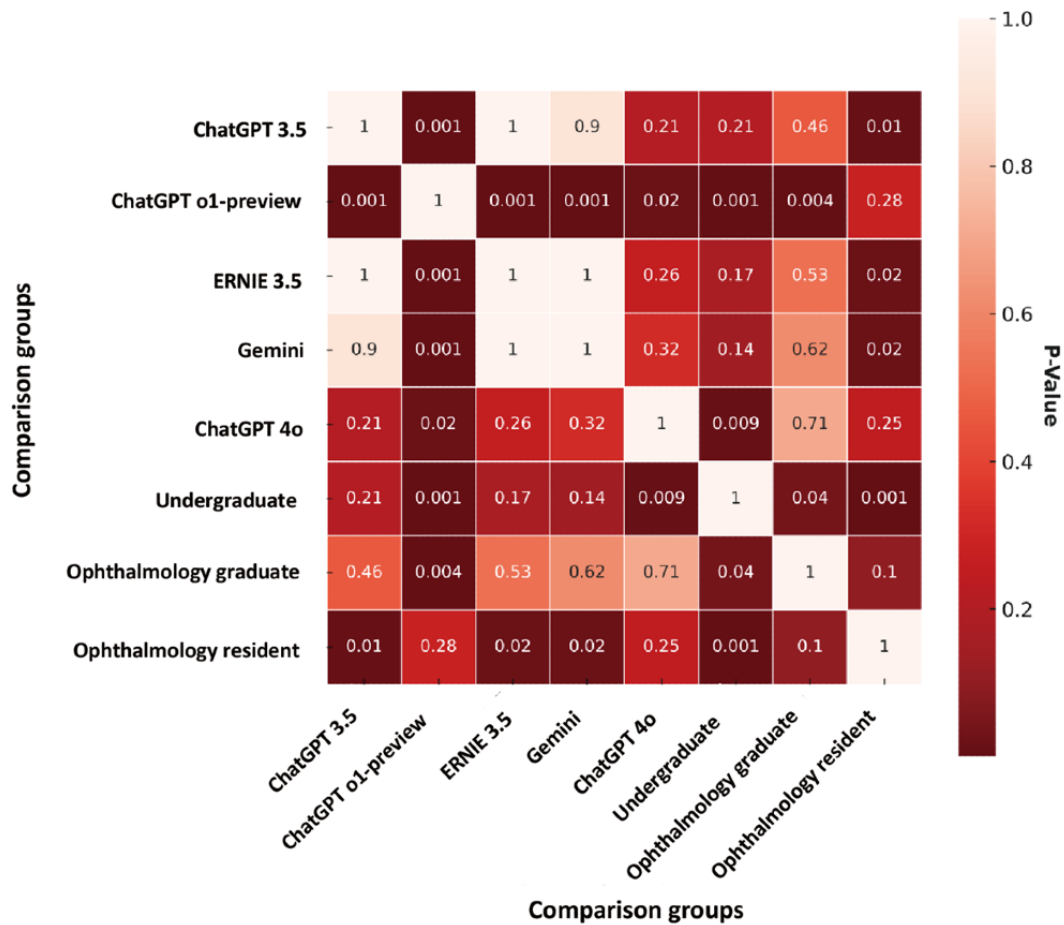 1.0
ChatGPT 3.5 1 0.001 1 0.9 0.21 0.21 0.46 0.01
0.8
ChatGPT o1-preview 0.001 1 0.001 0.001 0.02 0.001 0.004 0.28
ERNIE 3.5 1 0.001 1 1 0.26 0.17 0.53 0.02
0.6
Gemini 0.9 0.001 1 1 0.32 0.14 0.62 0.02
ChatGPT 4o 0.21 0.02 0.26 0.32 1 0.009 0.71 0.25
0.4
Undergraduate 0.21 0.001 0.17 0.14 0.009 1 0.04 0.001
Ophthalmology graduate 0.46 0.004 0.53 0.62 0.71 0.04 1 0.1
0.2
Ophthalmology resident 0.01 0.28 0.02 0.02 0.25 0.001 0.1 1
Comparison groups
P-Value
ChatGPT 3.5
ChatGPT o1-preview
ERNIE 3.5
Gemini
ChatGPT 4o
Undergraduate
Ophthalmology graduate
Ophthalmology resident
Comparison groups